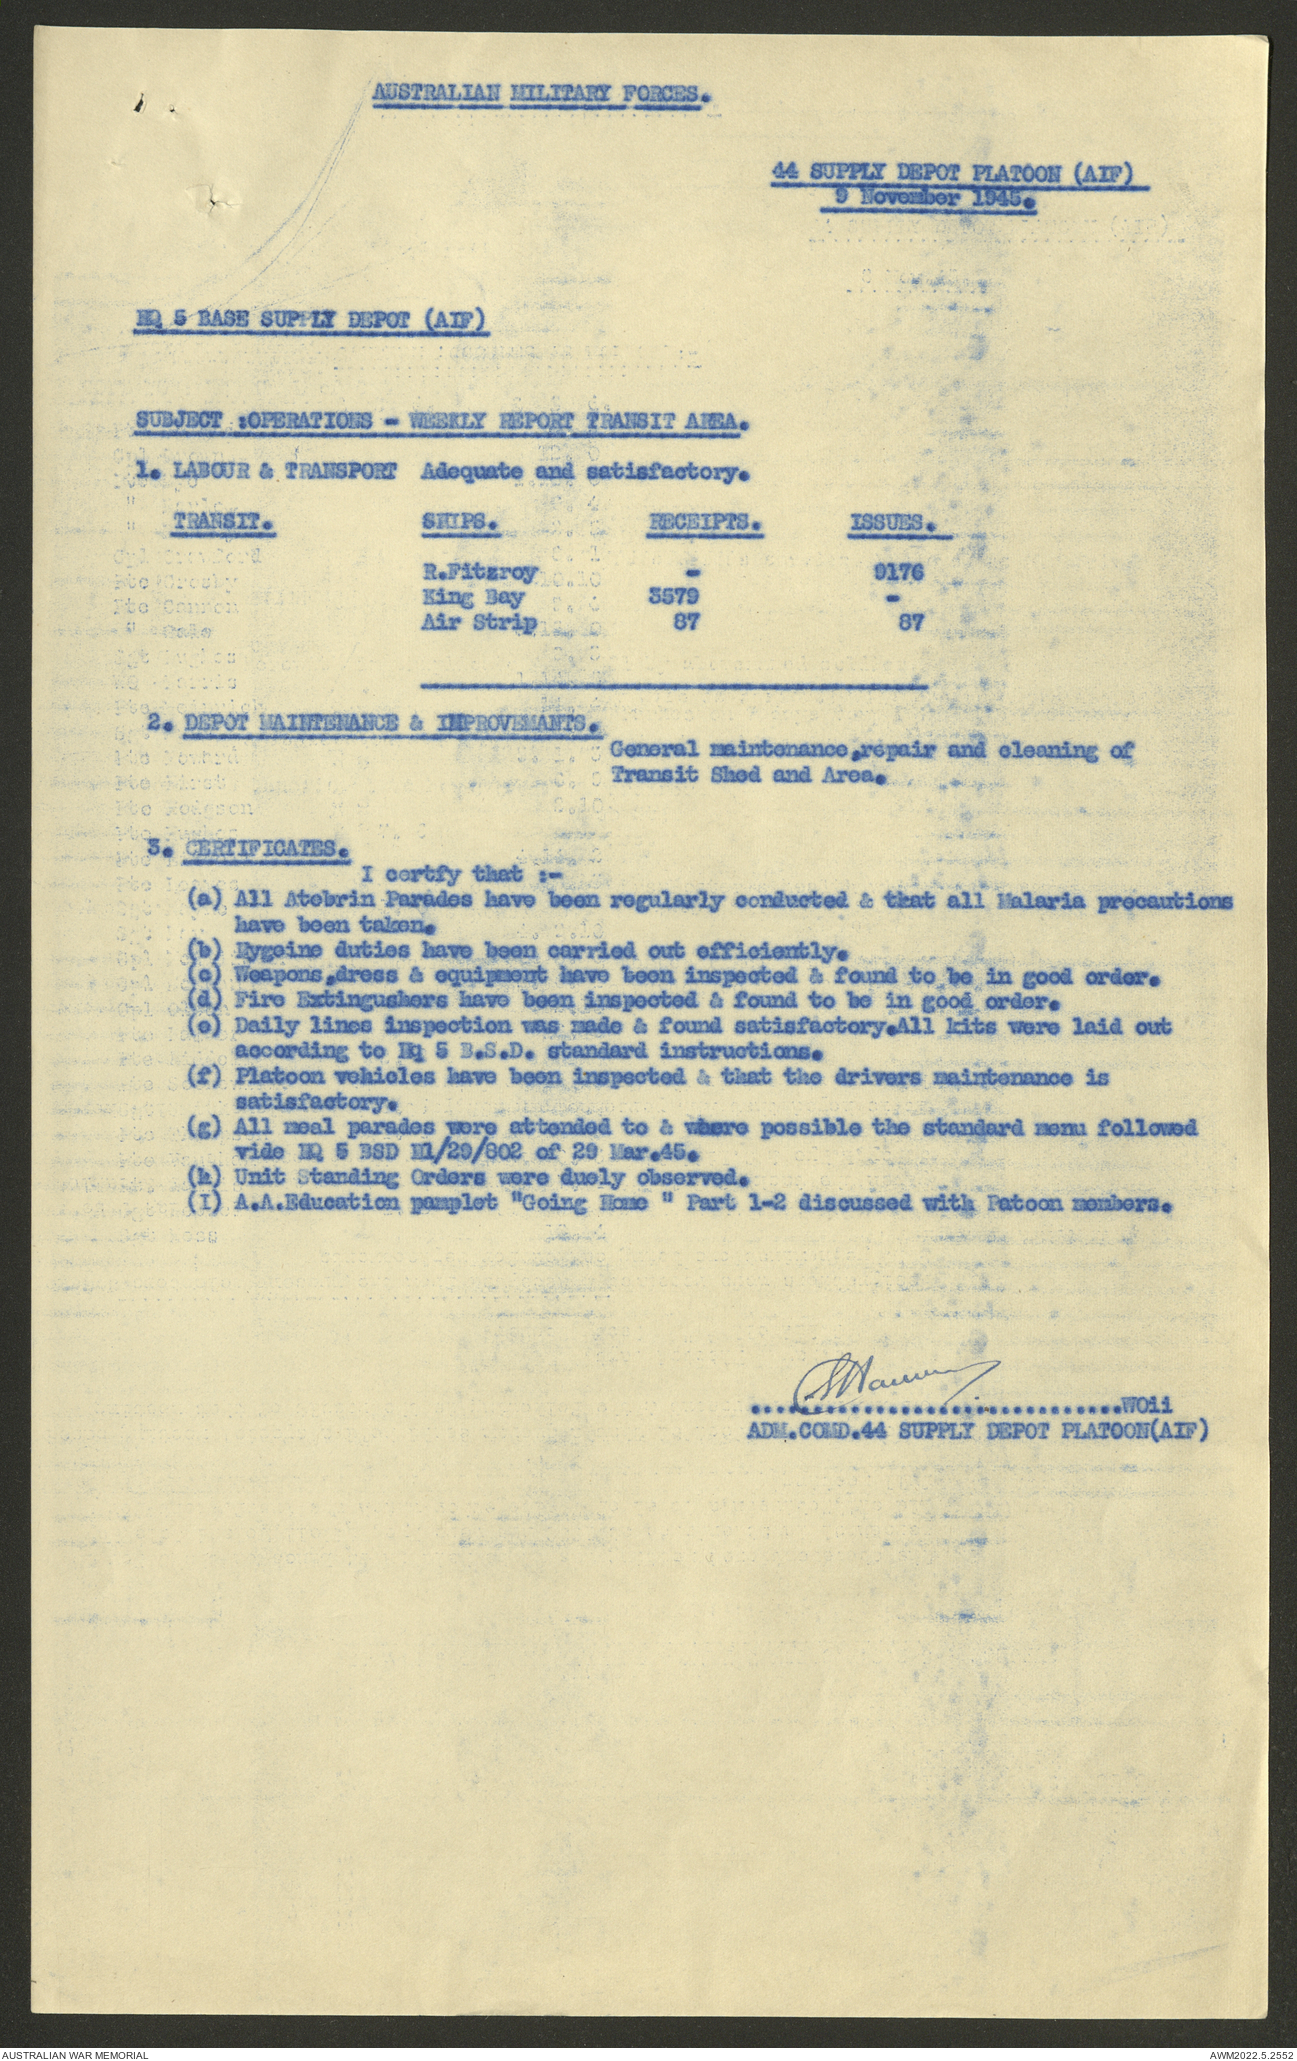 AUSTRALIAN MILITARY FORCES.
44 SUPPLY DEPOT PLATOON (AIF)
9 November 1945.
HQ 5 BASE SUPPLY DEPOT (AIF)
SUBJECT :OPERATIONS - WEEKLY REPORT TRANSIT AREA.
1. LABOUR & TRANSPORT Adequate and satisfactory.
TRANSIT. SHIPS. RECEIPTS. ISSUES.
R.Fitzroy - 9176
King Bay 3579 -
Air Strip 87 87
2. DEPOT MAINTENANCE & IMPROVEMANTS.
General maintenance,repair and cleaning of
Transit Shed and Area.
3. CERTIFICATES.
I certfy that :-
(a) All Atebrin Parades have been regularly conducted & that all Malaria precautions
have been taken.
(b) Hygeine duties have been carried out efficiently.
(c) Weapons,dress & equipment have been inspected & found to be in good order.
(d) Fire Extingushers have been inspected & found to be in good order.
(e) Daily lines inspection was made & found satisfactory.All kits were laid out
according to Hq 5 B.S.D. standard instructions.
(f) Platoon vehicles have been inspected & that the drivers maintenance is
satisfactory.
(g) All meal parades were attended to & where possible the standard menu followed
vide HQ 5 BSD M1/29/802 of 29 Mar.45.
(h) Unit Standing Orders were duely observed.
(I) A.A.Education pamplet "Going Home " Part 1-2 discussed with Patoon members.
..............................WOii
ADM.COMD.44 SUPPLY DEPOT PLATOON(AIF)
AUSTRALIAN WAR MEMORIAL
AWM2022.5.2552